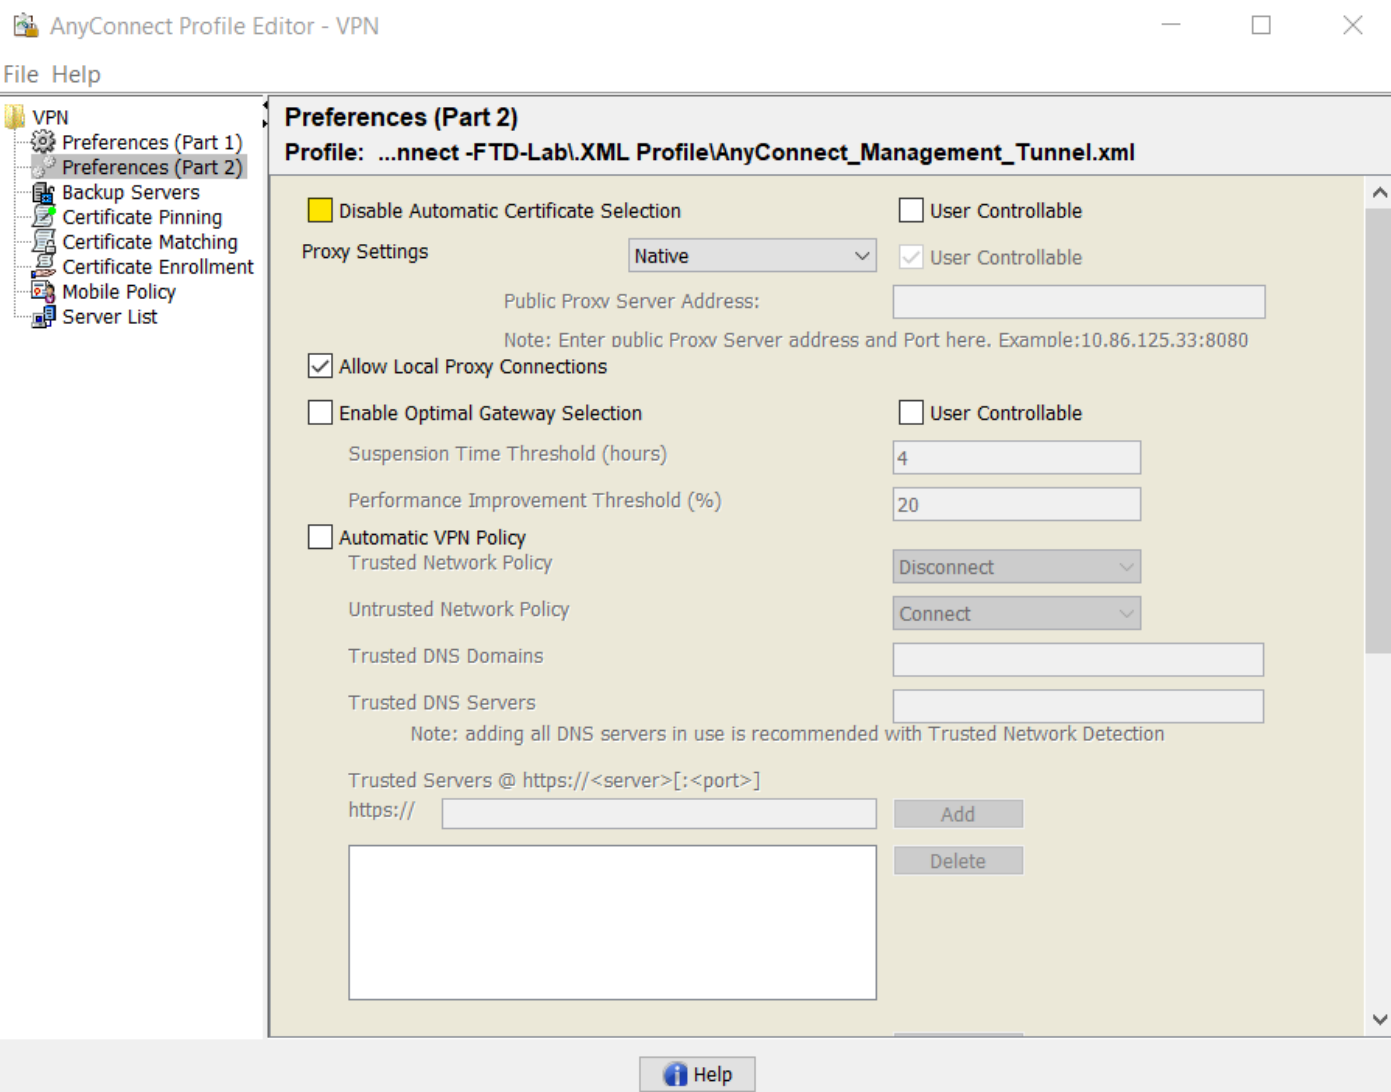 AnyConnect Profile Editor - VPN
File Help
VPN
Preferences (Part 1)
Preferences (Part 2)
Backup Servers
Certificate Pinning
Certificate Matching
Certificate Enrollment
Mobile Policy
Server List
Preferences (Part 2)
Profile: ...nnect -FTD-Lab\.XML Profile\AnyConnect_Management_Tunnel.xml
Disable Automatic Certificate Selection User Controllable
Proxy Settings Native User Controllable
Public Proxy Server Address:
Note: Enter public Proxy Server address and Port here. Example:10.86.125.33:8080
Allow Local Proxy Connections
Enable Optimal Gateway Selection User Controllable
Suspension Time Threshold (hours) 4
Performance Improvement Threshold (%) 20
Automatic VPN Policy
Trusted Network Policy Disconnect
Untrusted Network Policy Connect
Trusted DNS Domains
Trusted DNS Servers
Note: adding all DNS servers in use is recommended with Trusted Network Detection
Trusted Servers @ https://<server>[:<port>]
https:// Add
Delete
Help